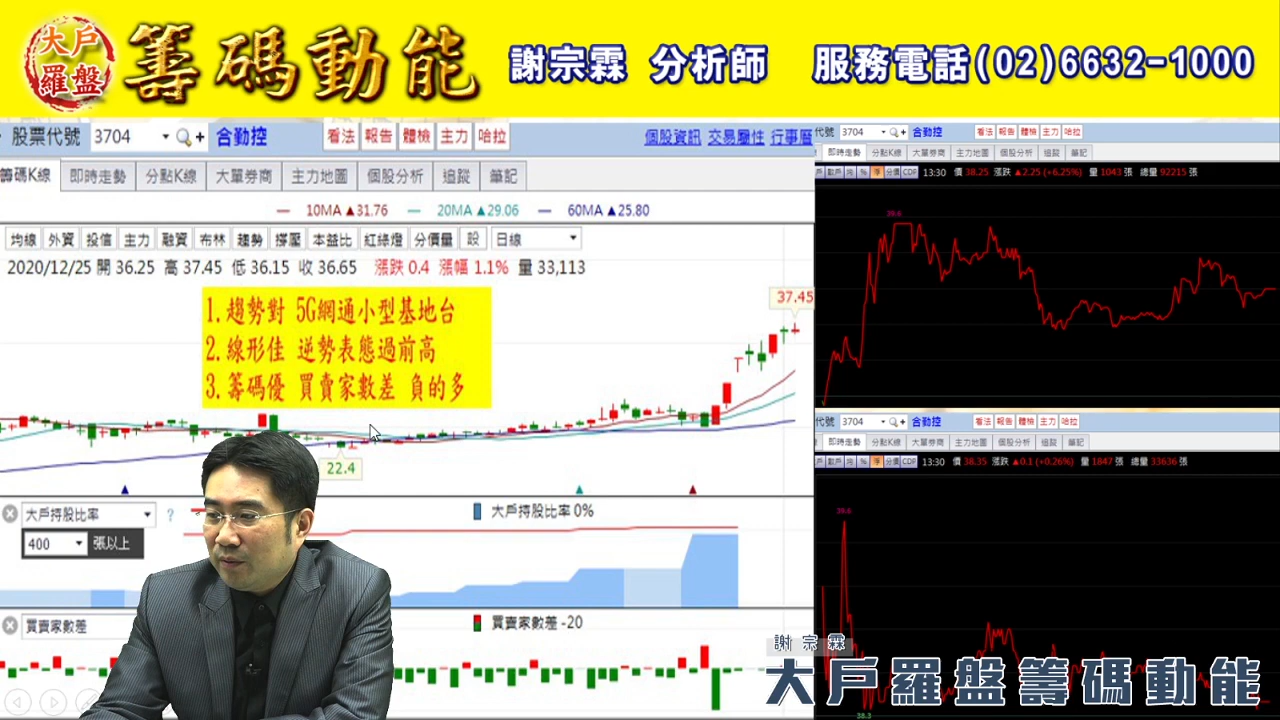 大戶
羅盤
籌碼動能
謝宗霖 分析師 服務電話(02)6632-1000
股票代號 3704 合勤控 看法 報告 體檢 主力 哈拉 個股資訊 交易屬性 行事曆
籌碼K線 即時走勢 分點K線 大單券商 主力地圖 個股分析 追蹤 筆記
10MA▲31.76 20MA▲29.06 60MA▲25.80
均線 外資 投信 主力 融資 布林 趨勢 撐壓 本益比 紅綠燈 分價量 設 日線
2020/12/25 開 36.25 高 37.45 低 36.15 收 36.65 漲跌 0.4 漲幅 1.1% 量 33,113
1.趨勢對 5G網通小型基地台
2.線形佳 逆勢表態過前高
3.籌碼優 買賣家數差 負的多
37.45
22.4
大戶持股比率 ?
400 張以上
大戶持股比率 0%
買賣家數差
買賣家數差 -20
代號 3704 合勤控 看法 報告 體檢 主力 哈拉
即時走勢 分點K線 大單券商 主力地圖 個股分析 追蹤 筆記
13:30 價 38.25 漲跌 ▲2.25 (+6.25%) 量 1043 張 總量 92215 張
39.6
代號 3704 合勤控 看法 報告 體檢 主力 哈拉
即時走勢 分點K線 大單券商 主力地圖 個股分析 追蹤 筆記
13:30 價 38.35 漲跌 ▲0.1 (+0.26%) 量 1847 張 總量 33636 張
39.6
38.3
謝宗霖
大戶羅盤籌碼動能